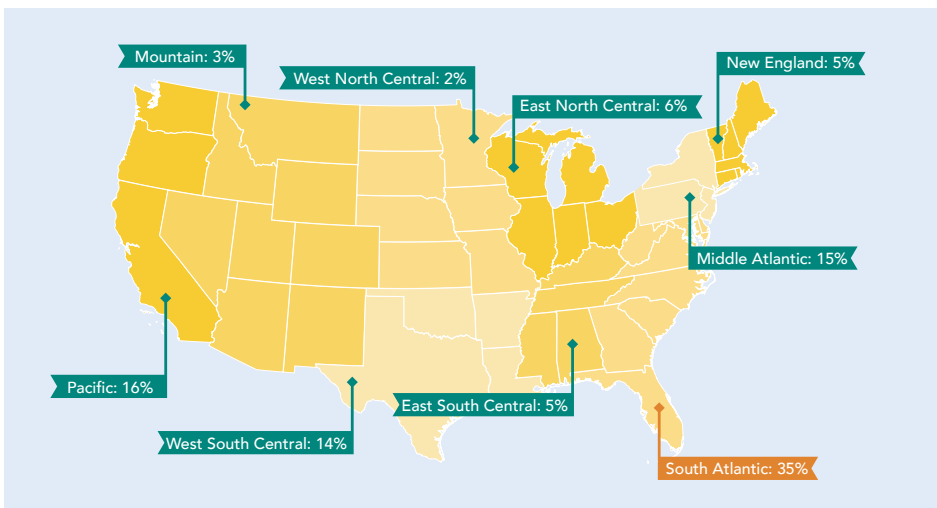 Mountain: 3%
West North Central: 2%
New England: 5%
East North Central: 6%
Middle Atlantic: 15%
Pacific: 16%
East South Central: 5%
West South Central: 14%
South Atlantic: 35%